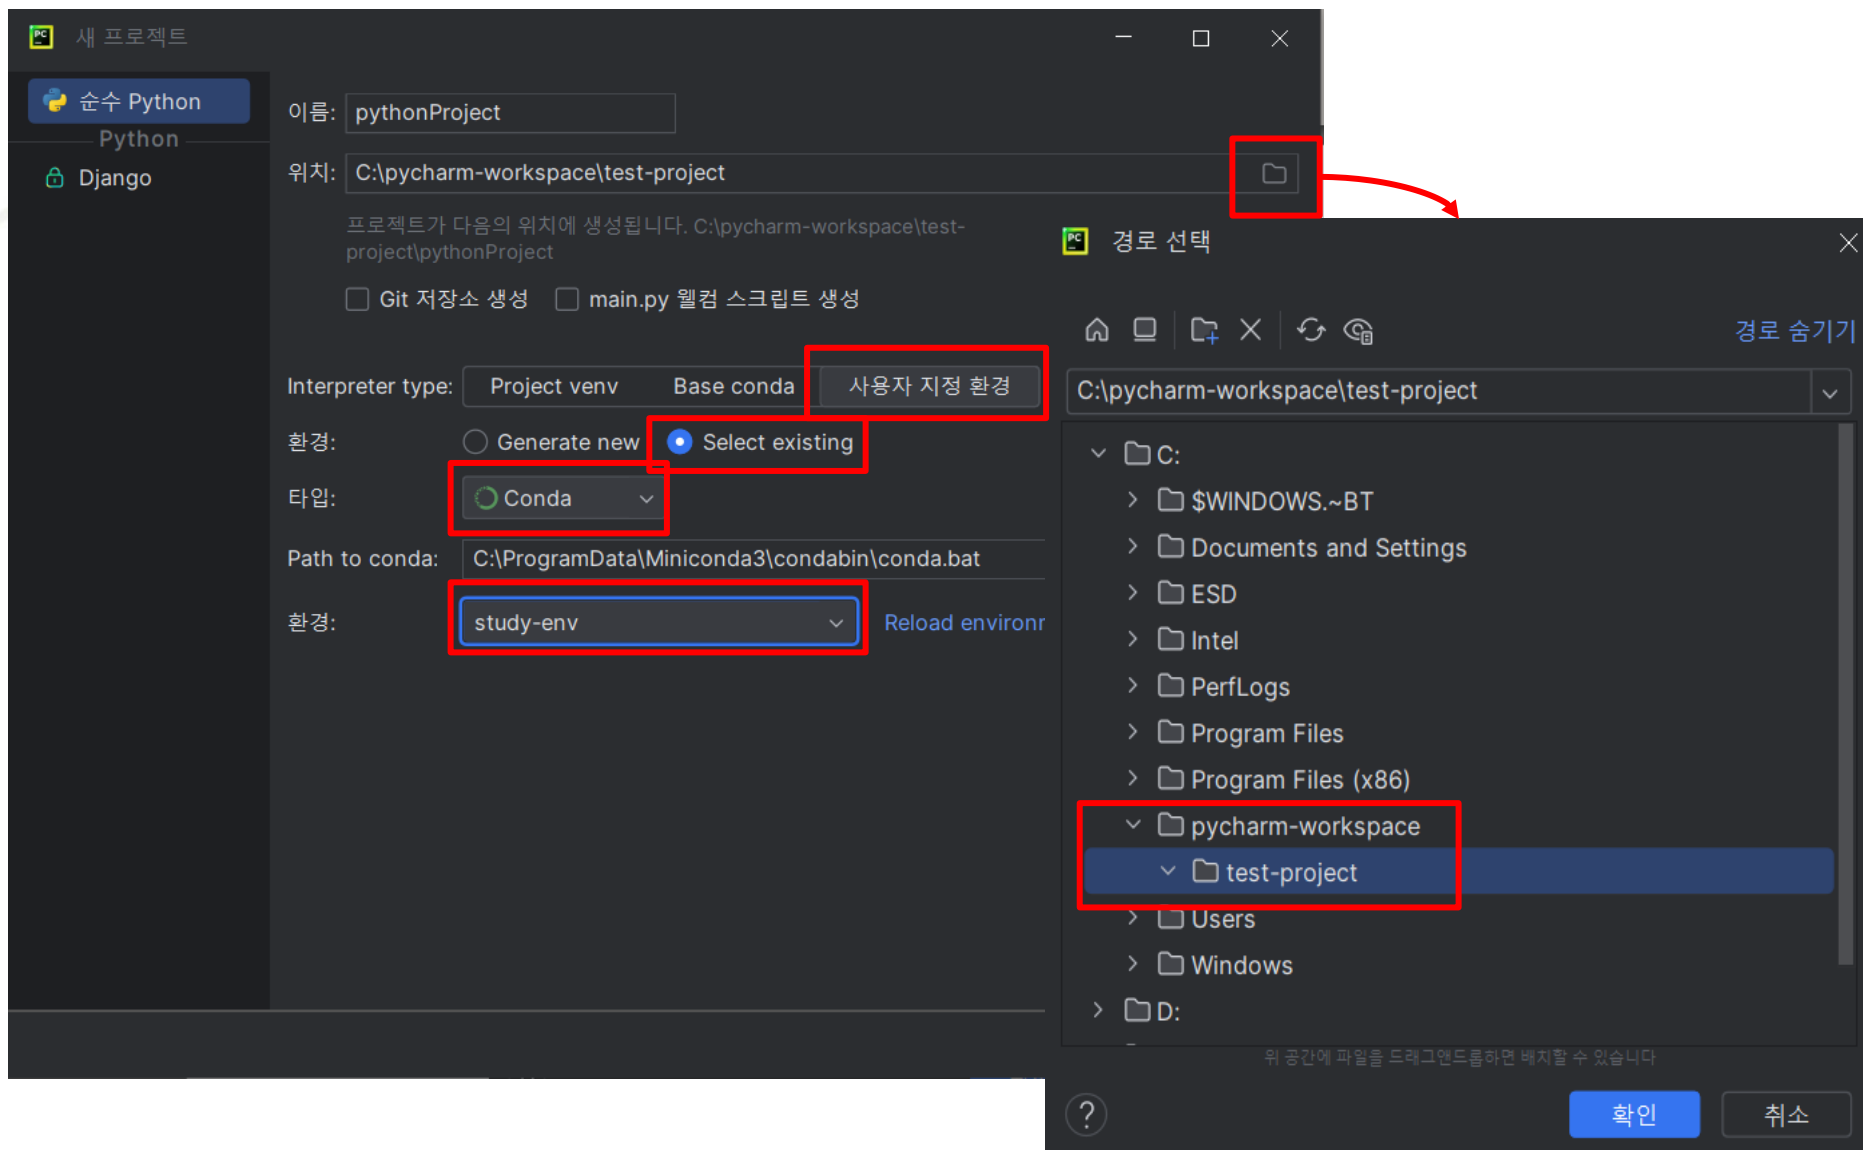 새 프로젝트
순수 Python
Python
Django
이름: pythonProject
위치: C:\pycharm-workspace\test-project
프로젝트가 다음의 위치에 생성됩니다. C:\pycharm-workspace\test-
project\pythonProject
Git 저장소 생성 main.py 웰컴 스크립트 생성
Interpreter type: Project venv Base conda 사용자 지정 환경
환경: Generate new Select existing
타입: Conda
Path to conda: C:\ProgramData\Miniconda3\condabin\conda.bat
환경: study-env Reload environr
경로 선택
경로 숨기기
C:\pycharm-workspace\test-project
C:
$WINDOWS.~BT
Documents and Settings
ESD
Intel
PerfLogs
Program Files
Program Files (x86)
pycharm-workspace
test-project
Users
Windows
D:
위 공간에 파일을 드래그앤드롭하면 배치할 수 있습니다
?
확인 취소